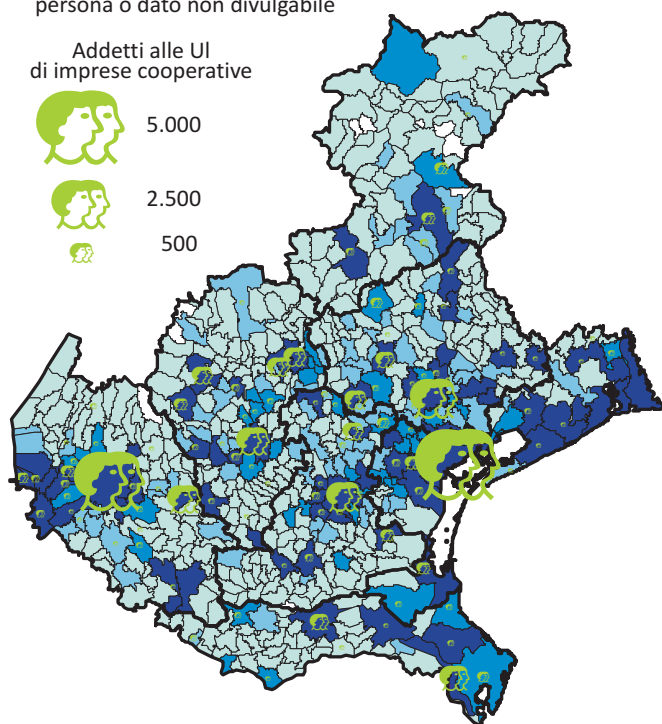 persona o dato non divulgabile
Addetti alle Ul
di imprese cooperative
5.000
2.500
500